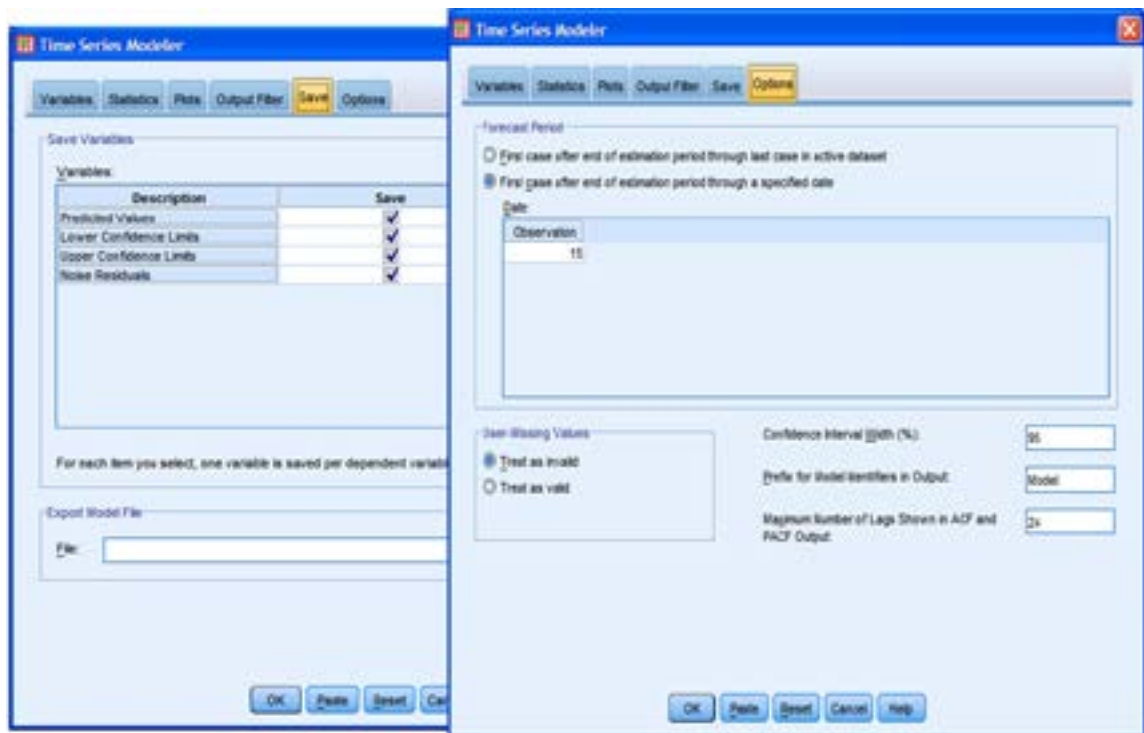 Time Series Modeler
Variables Statistics Plots Output Filter Save Options
Save Variables
Variables:
Description Save
Predicted Values
Lower Confidence Limits
Upper Confidence Limits
Noise Residuals
For each item you select, one variable is saved per dependent variabl
Export Model File
File:
OK Paste Reset Ca
Time Series Modeler
Variables Statistics Plots Output Filter Save Options
Forecast Period
First case after end of estimation period through last case in active dataset
First case after end of estimation period through a specified date
Date:
Observation
15
User-Missing Values
Treat as invalid
Treat as valid
Confidence Interval Width (%):
95
Prefix for Model Identifiers in Output:
Model
Maximum Number of Lags Shown in ACF and
PACF Output:
OK Paste Reset Cancel Help